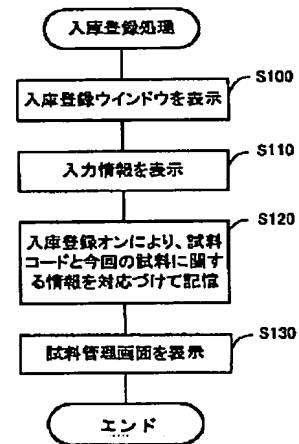 入庫登録処理
S100
入庫登録ウインドウを表示
S110
入力情報を表示
S120
入庫登録オンにより、試料
コードと今回の試料に関す
る情報を対応づけて記憶
S130
試料管理画面を表示
エンド